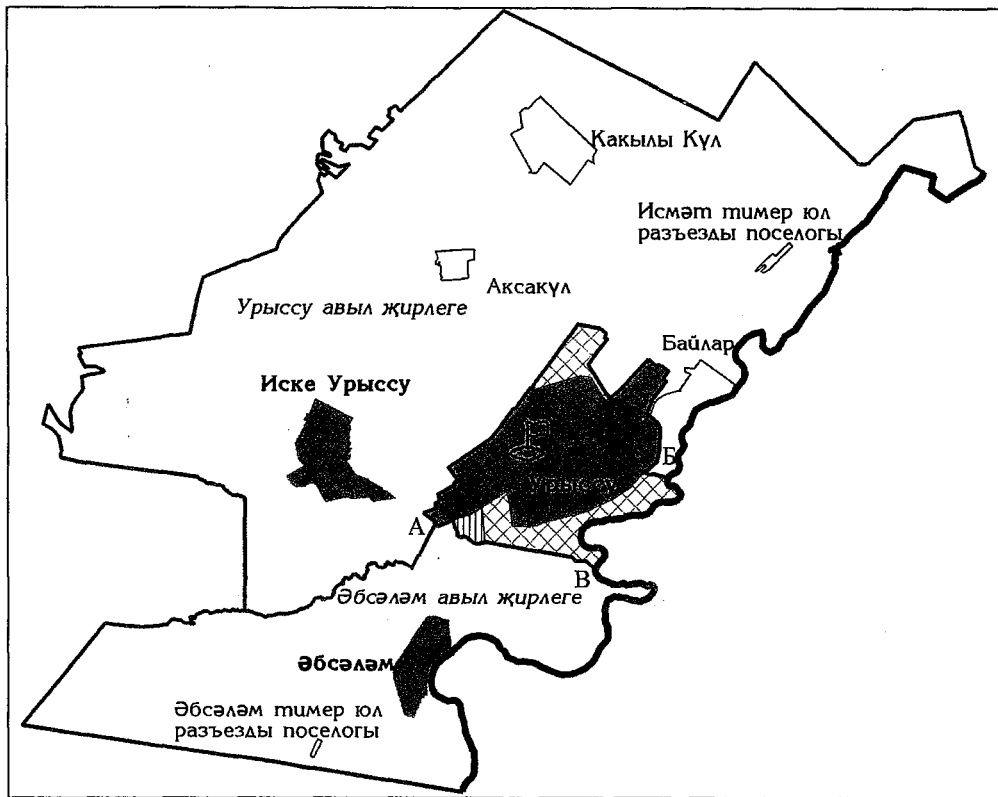 Какылы Күл
Исмәт тимер юл
разъезды поселогы
Аксакүл
Урыссу авыл җирлеге
Байлар
Иске Урыссу
Б
Урыссу
А
В
Әбсәләм авыл җирлеге
Әбсәләм
Әбсәләм тимер юл
разъезды поселогы